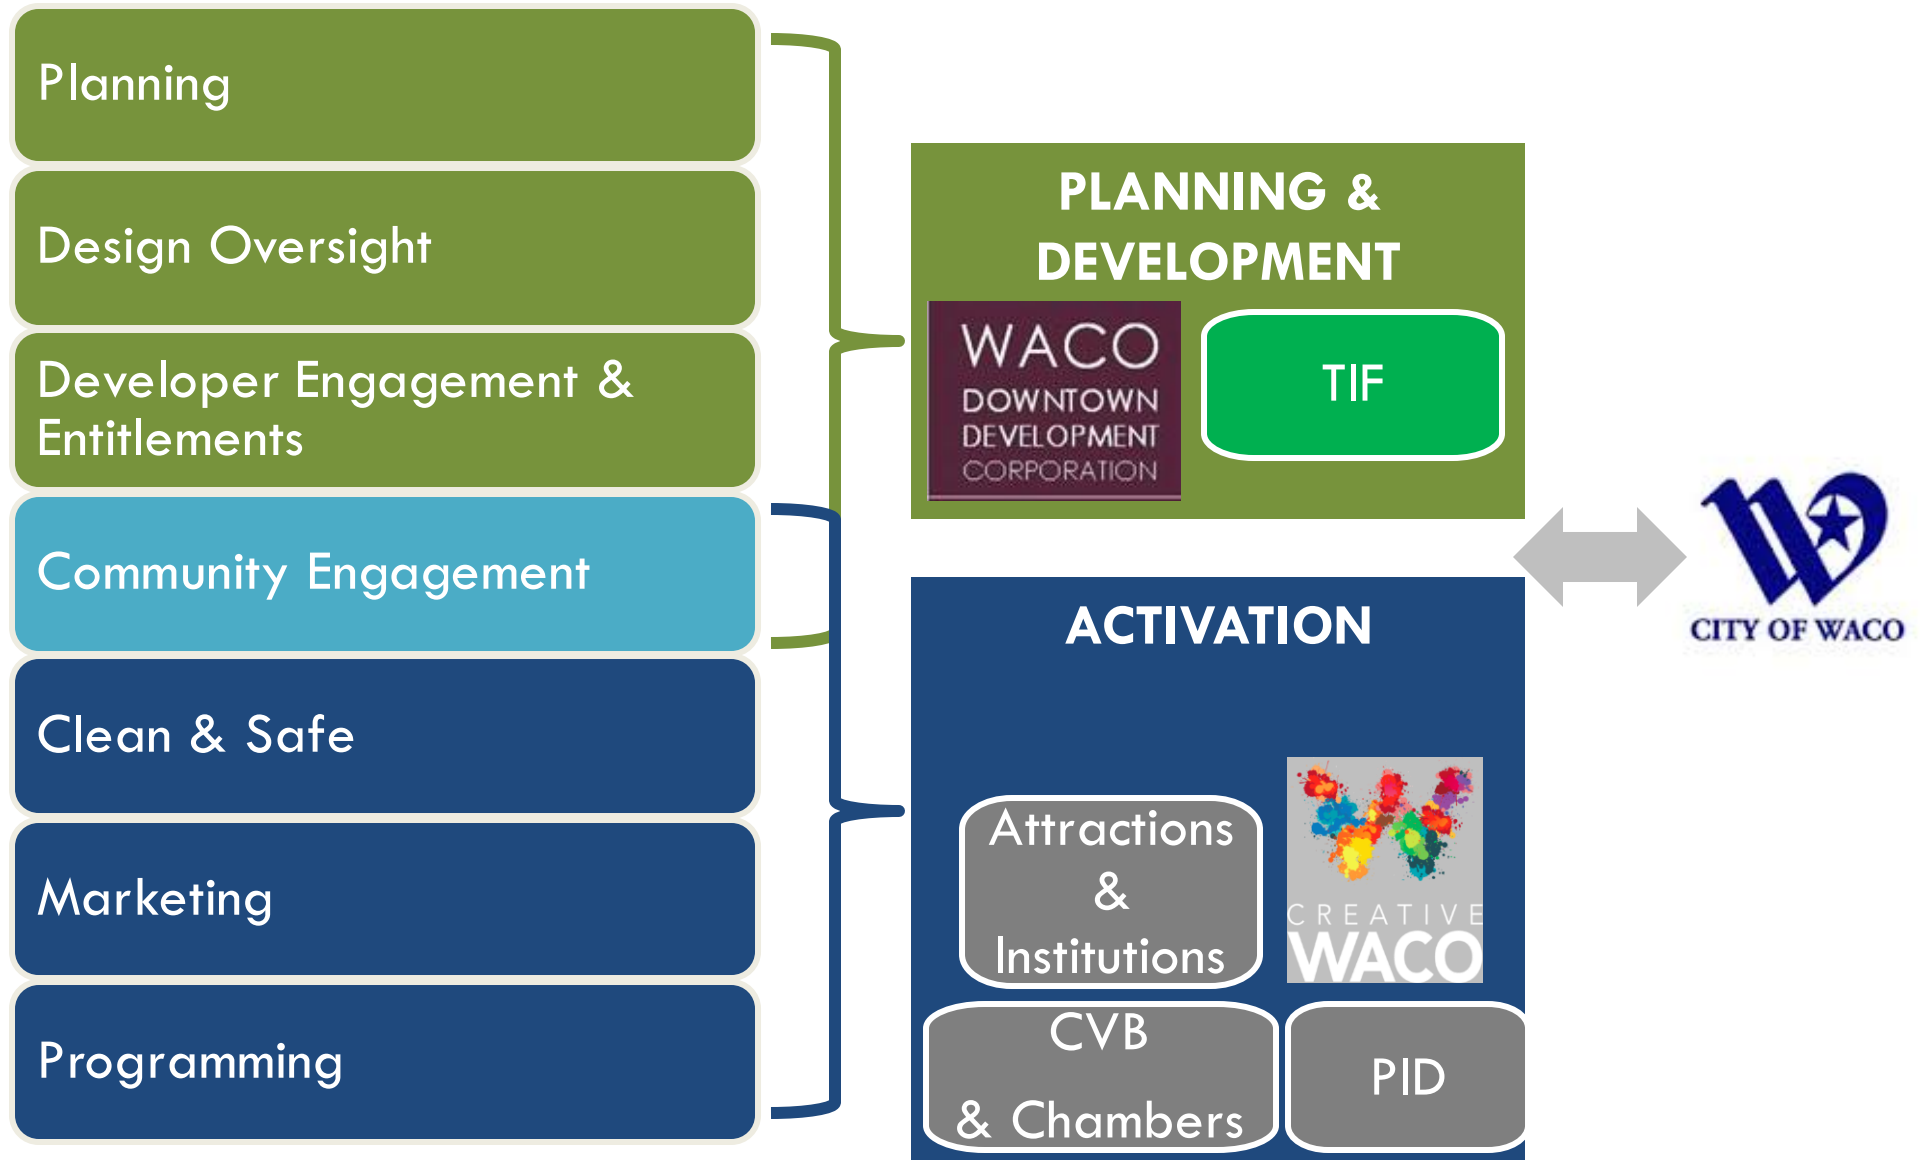 Planning
Design Oversight
Developer Engagement &
Entitlements
Community Engagement
Clean & Safe
Marketing
Programming
PLANNING &
DEVELOPMENT
WACO
DOWNTOWN
DEVELOPMENT
CORPORATION
TIF
ACTIVATION
Attractions
&
Institutions
CREATIVE
WACO
CVB
& Chambers
PID
CITY OF WACO